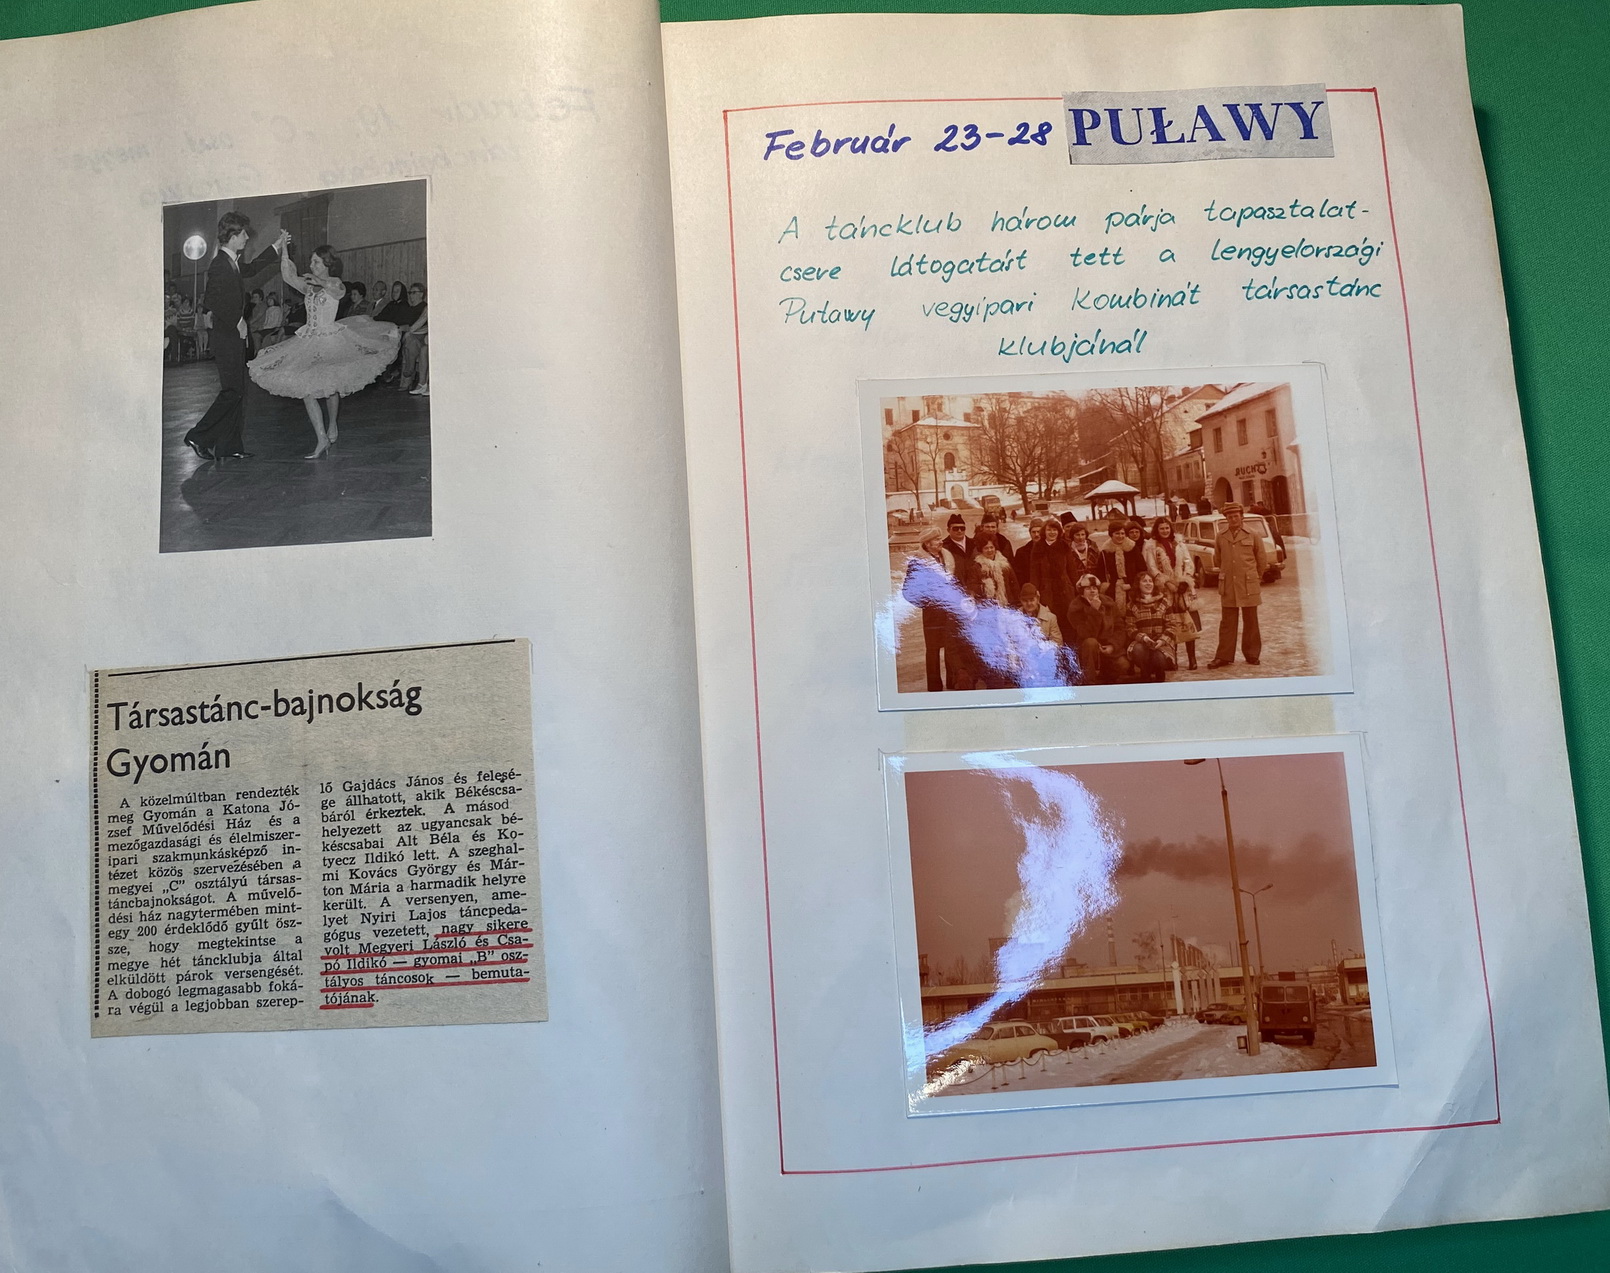 Társastánc-bajnokság
Gyomán
A közelmúltban rendezték
meg Gyomán a Katona Jó-
zsef Művelődési Ház és a
mezőgazdasági és élelmiszer-
ipari szakmunkásképző in-
tézet közös szervezésében a
megyei „C” osztályú társas-
táncbajnokságot. A művelő-
dési ház nagytermében mint-
egy 200 érdeklődő gyűlt ösz-
sze, hogy megtekintse a
megye hét táncklubja által
elküldött párok versengését.
A dobogó legmagasabb foká-
ra végül a legjobban szerep-
lő Gajdács János és felesé-
ge állhatott, akik Békéscsa-
báról érkeztek. A másod
helyezett az ugyancsak bé-
késcsabai Alt Béla és Ko-
tyecz Ildikó lett. A szeghal-
mi Kovács György és Már-
ton Mária a harmadik helyre
került. A versenyen, ame-
lyet Nyiri Lajos táncpeda-
gógus vezetett, nagy sikere
volt Megyeri László és Csa-
pó Ildikó — gyomai „B” osz-
tályos táncosok — bemuta-
tójának.
Február 23-28 PUŁAWY
A táncklub három párja tapasztalat-
csere látogatást tett a lengyelországi
Puławy vegyipari kombinát társastánc
klubjánál